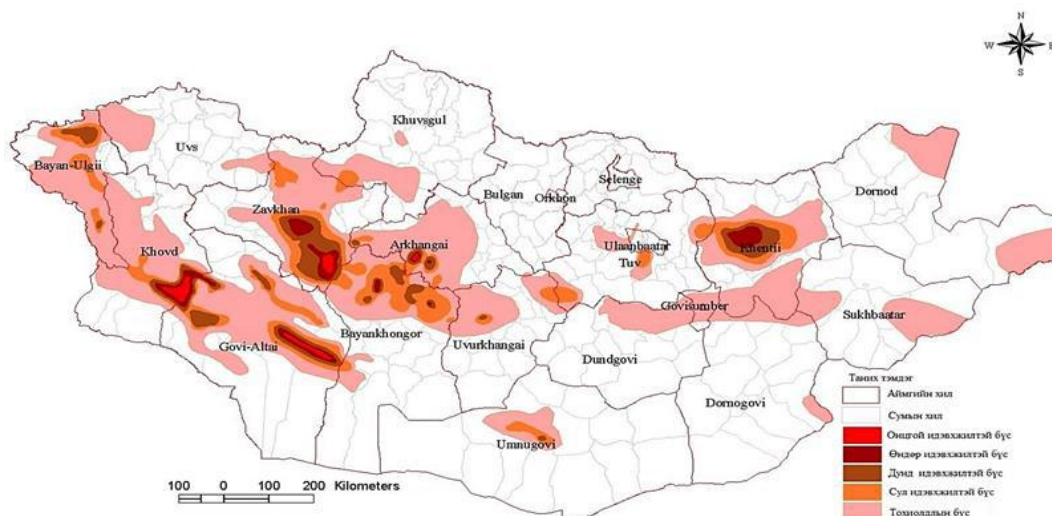 N
W E
S
Khuvsgul
Uvs
Bayan-Ulgii
Selenge
Dornod
Bulgan
Orkhon
Zavkhan
Arkhangai
Ulaanbaatar
Khentii
Khovd
Tuv
Govisumber
Sukhbaatar
Bayankhongor
Govi-Altai
Uvurkhangai
Dundgovi
Dornogovi
Umnugovi
Таних тэмдэг
Аймгийн хил
Сумын хил
Онцгой идэвхжилтэй бүс
Өндөр идэвхжилтэй бүс
Дунд идэвхжилтэй бүс
Сул идэвхжилтэй бүс
Тохиолдлын бүс
100 0 100 200 Kilometers